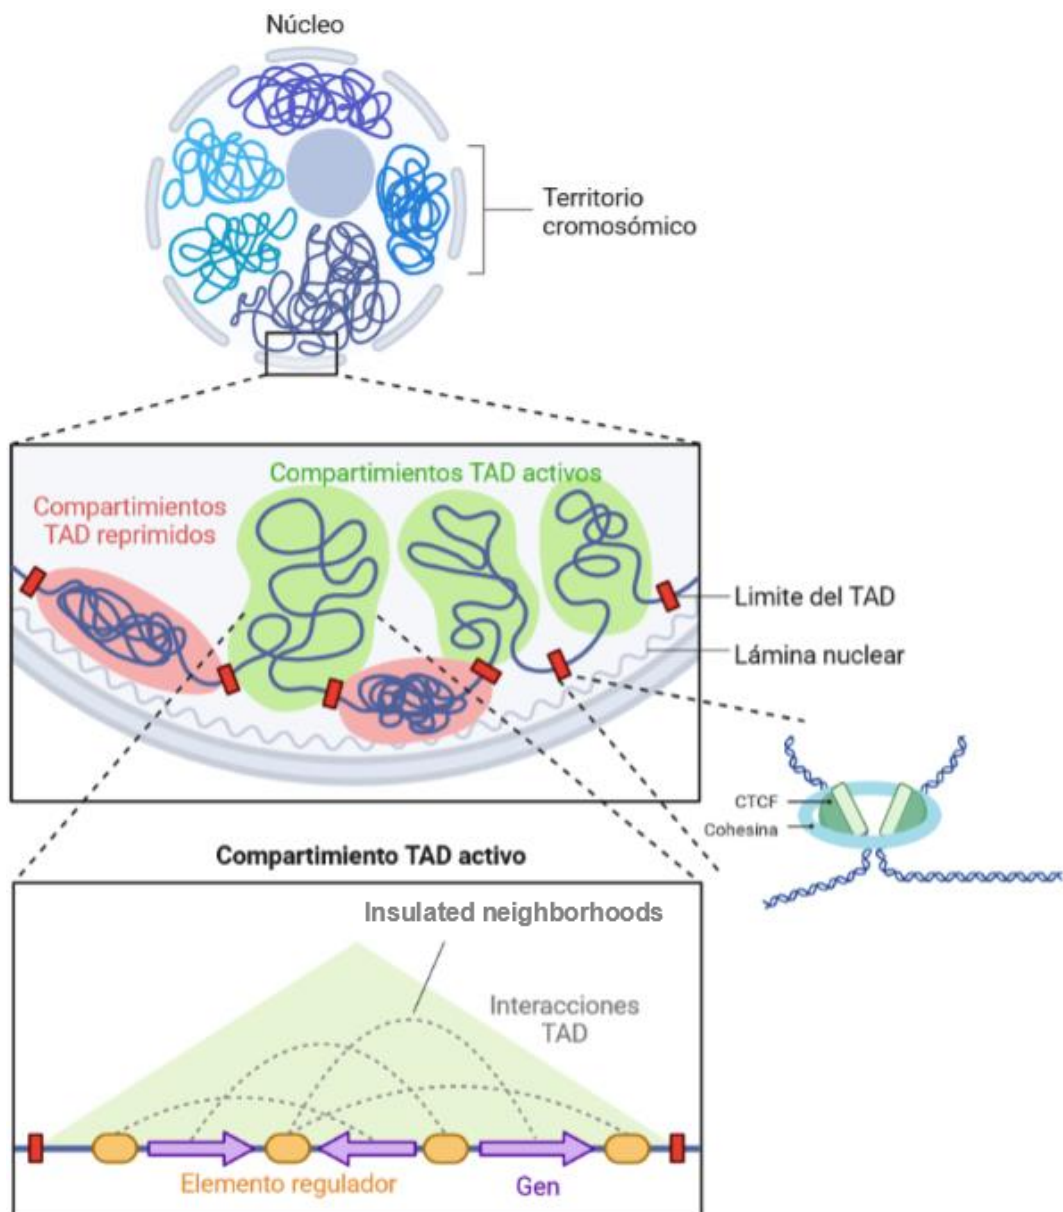 Núcleo
Territorio
cromosómico
Compartimientos TAD activos
Compartimientos
TAD reprimidos
Limite del TAD
Lámina nuclear
CTCF
Cohesina
Compartimiento TAD activo
Insulated neighborhoods
Interacciones
TAD
Elemento regulador
Gen